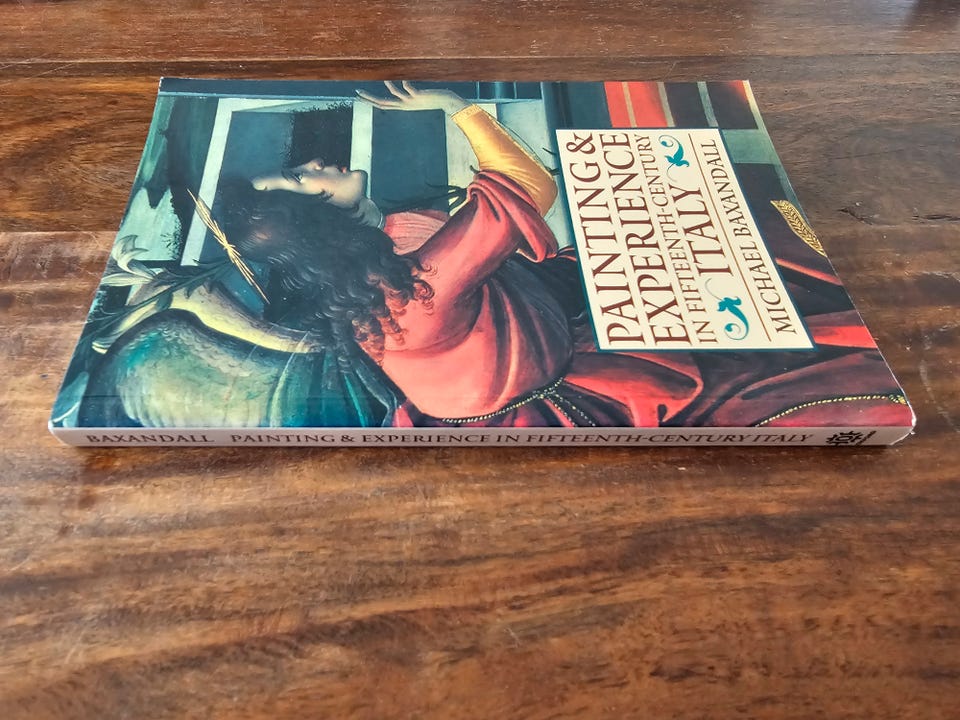 PAINTING &
EXPERIENCE
IN FIFTEENTH-CENTURY
ITALY
MICHAEL BAXANDALL
BAXANDALL PAINTING & EXPERIENCE IN FIFTEENTH-CENTURY ITALY